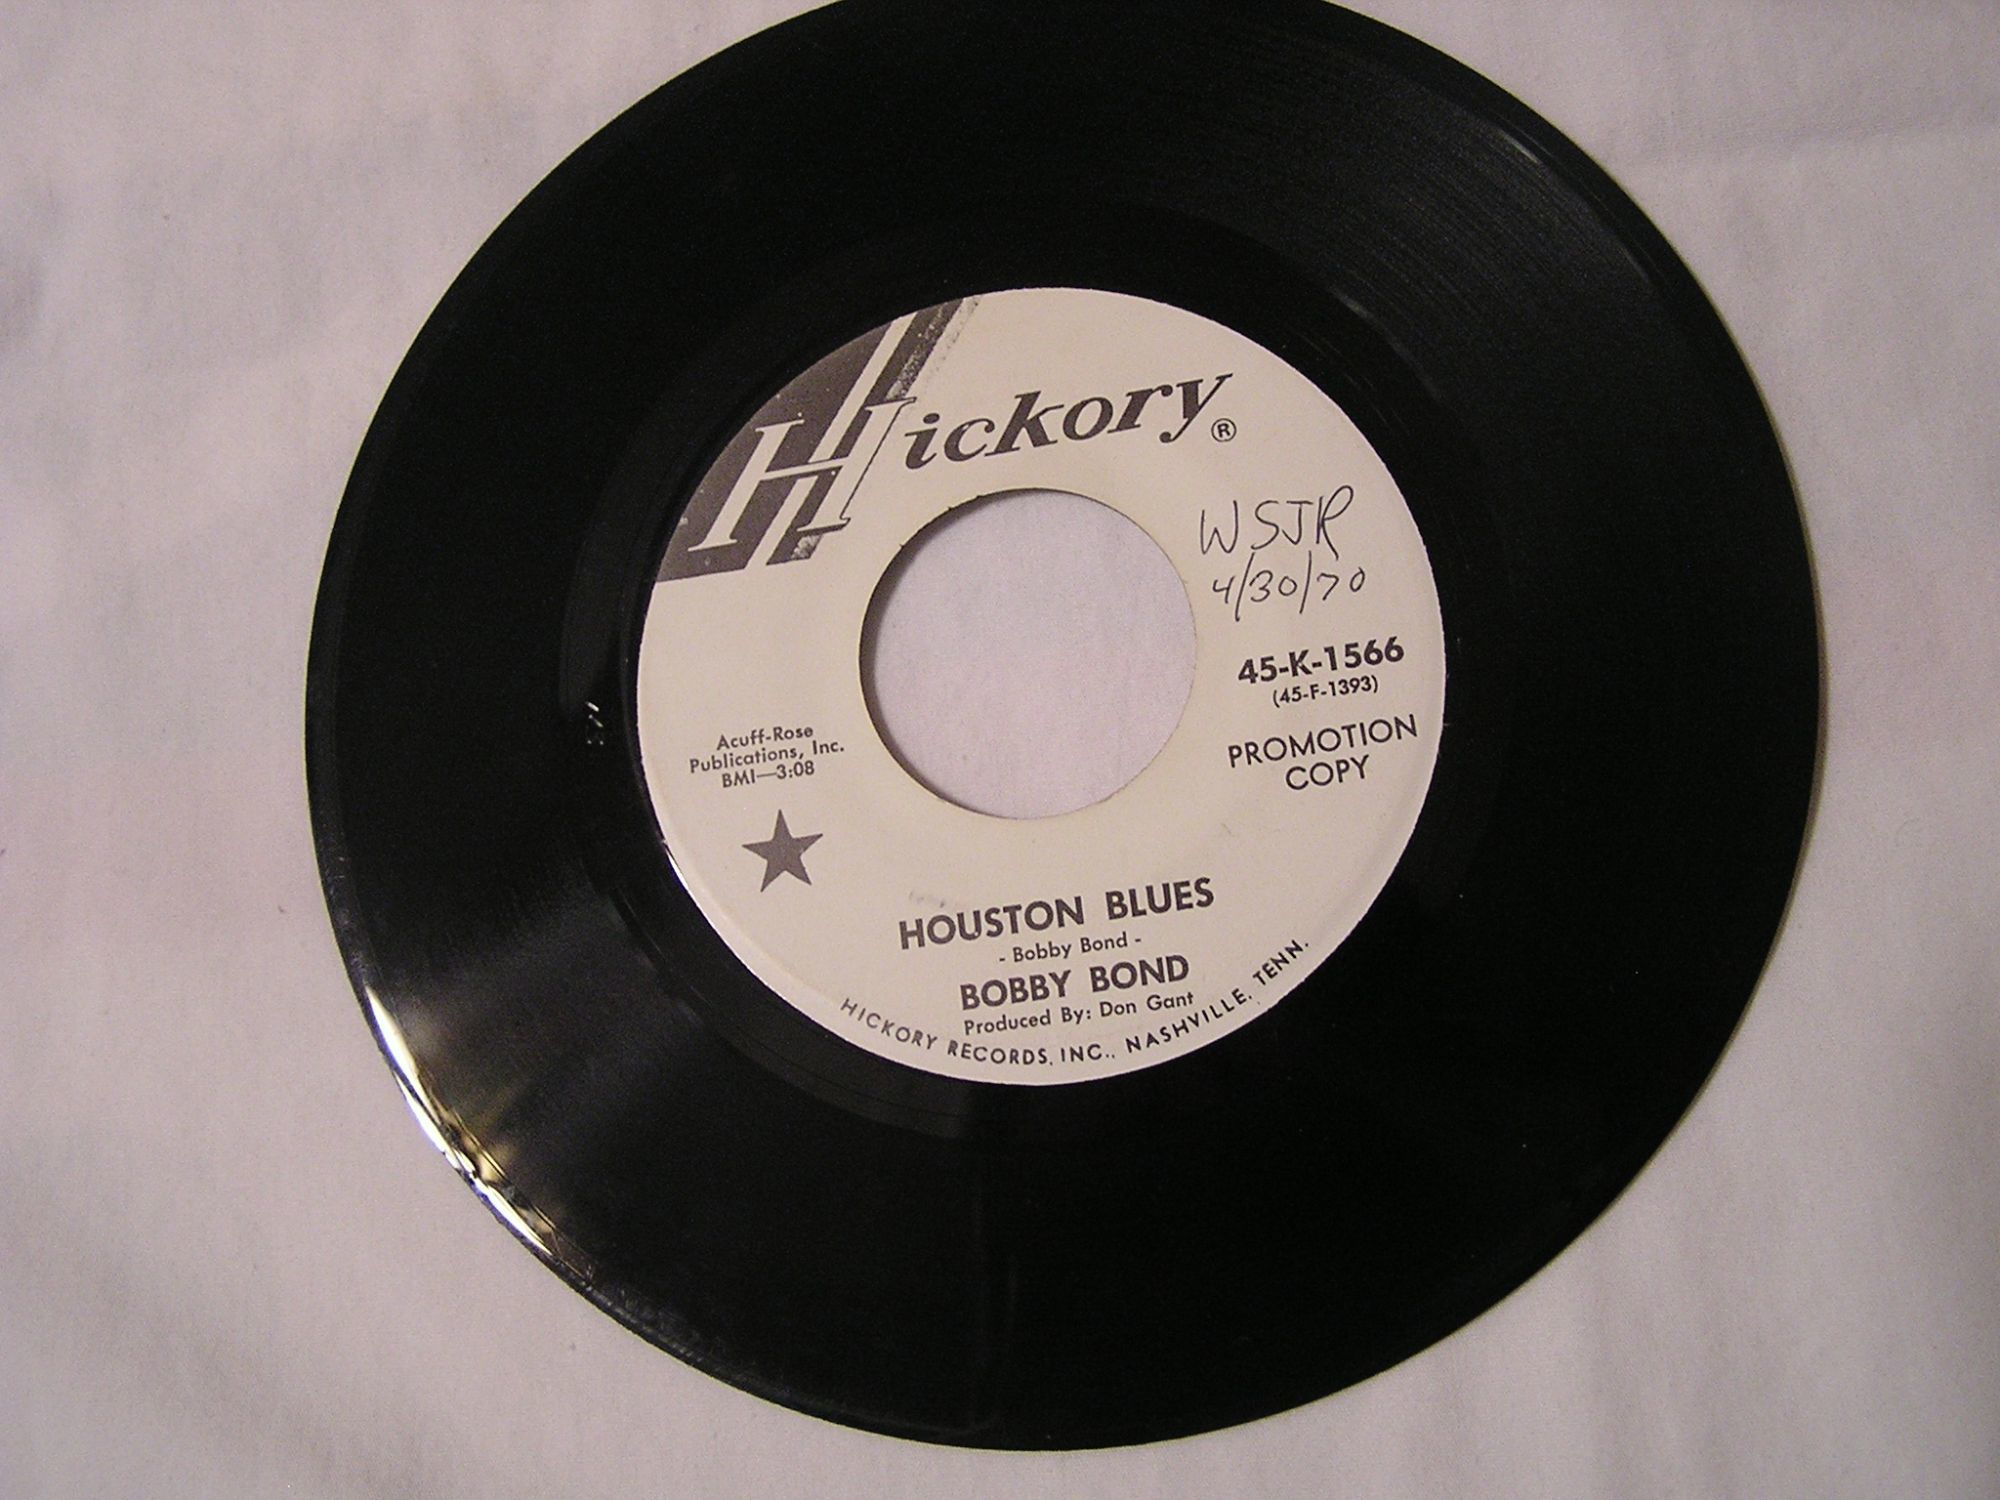 Hickory®
WSJR
4/30/70
45-K-1566
(45-F-1393)
PROMOTION
COPY
Acuff-Rose
Publications, Inc.
BMI—3:08
HOUSTON BLUES
- Bobby Bond -
BOBBY BOND
Produced By: Don Gant
HICKORY RECORDS, INC., NASHVILLE, TENN.